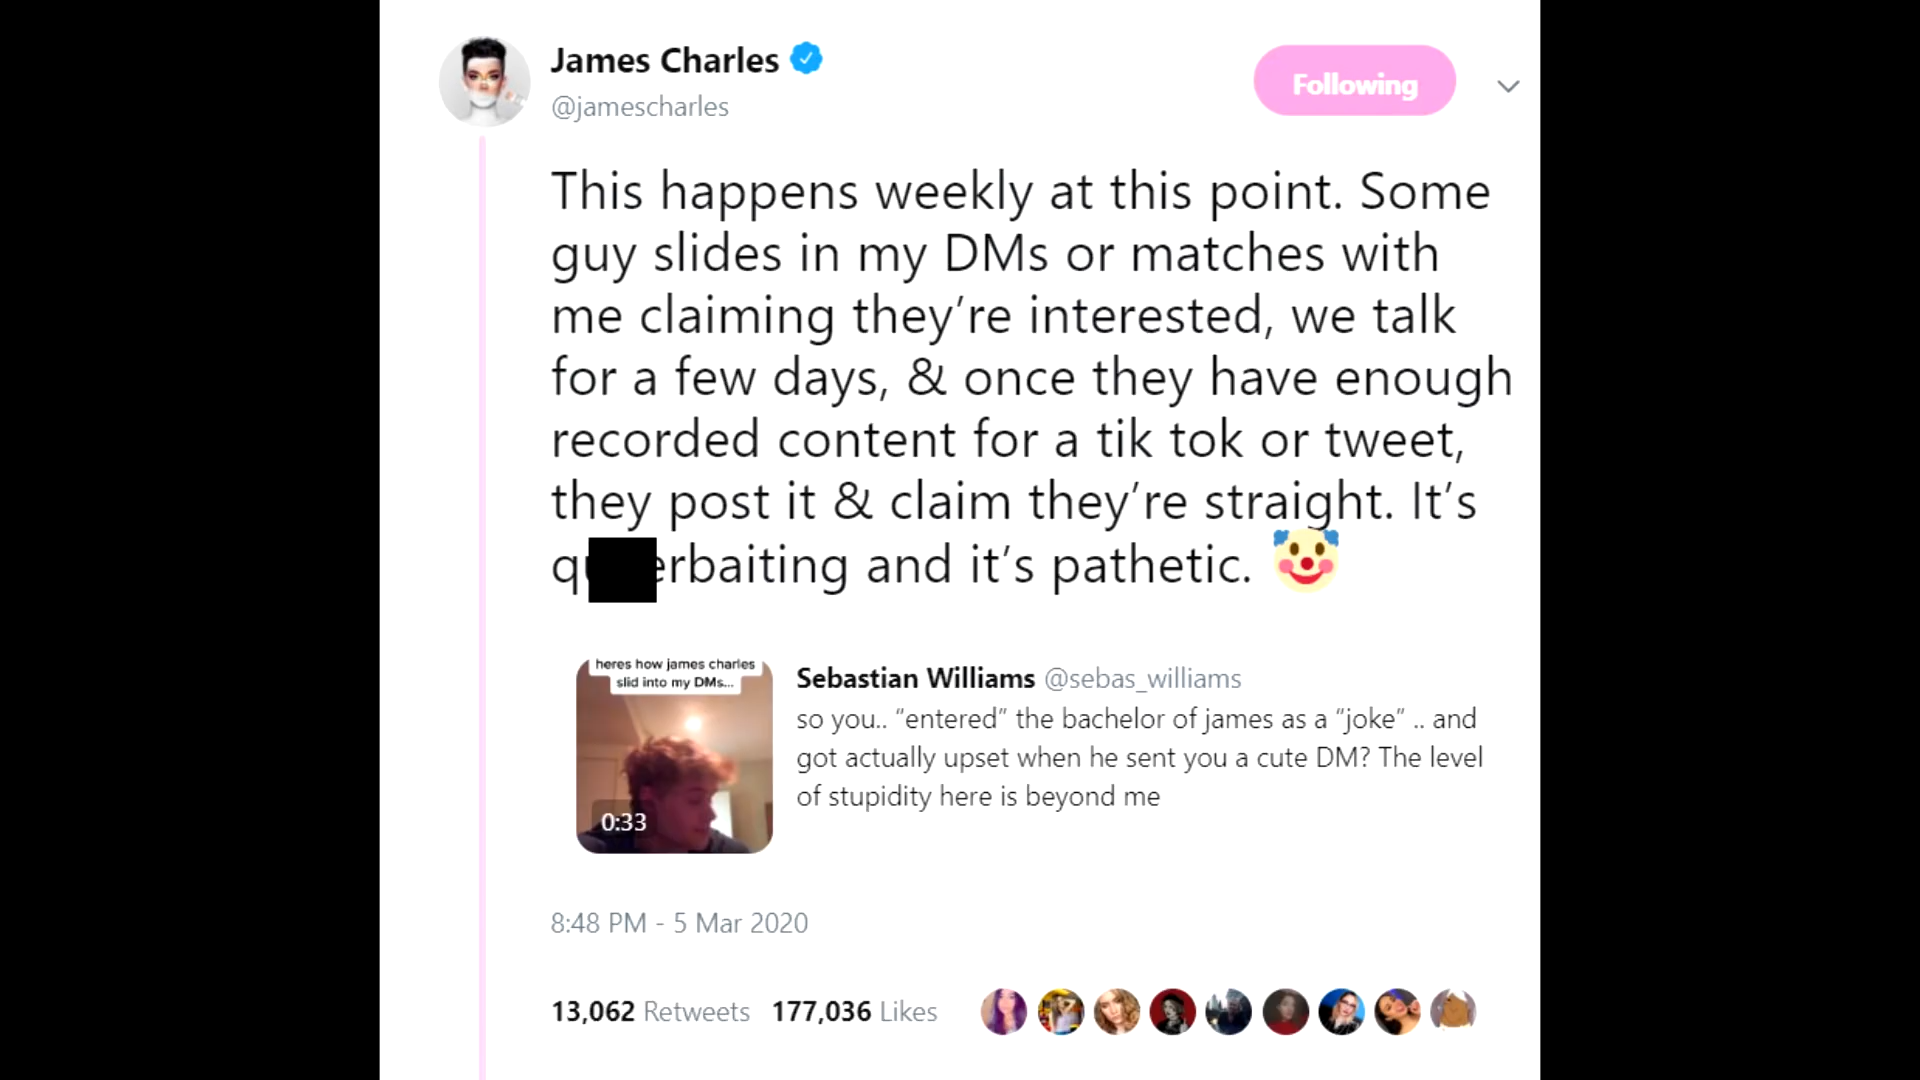 James Charles
@jamescharles
Following
This happens weekly at this point. Some
guy slides in my DMs or matches with
me claiming they’re interested, we talk
for a few days, & once they have enough
recorded content for a tik tok or tweet,
they post it & claim they’re straight. It’s
and it’s pathetic. 🤡
heres how james charles
slid into my DMs...
0:33
Sebastian Williams @sebas_williams
so you.. “entered” the bachelor of james as a “joke” .. and
got actually upset when he sent you a cute DM? The level
of stupidity here is beyond me
8:48 PM - 5 Mar 2020
13,062 Retweets 177,036 Likes